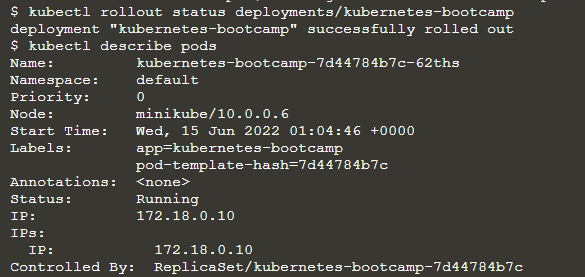 $ kubectl rollout status deployments/kubernetes-bootcamp
deployment "kubernetes-bootcamp" successfully rolled out
$ kubectl describe pods
Name:         kubernetes-bootcamp-7d44784b7c-62ths
Namespace:    default
Priority:     0
Node:         minikube/10.0.0.6
Start Time:   Wed, 15 Jun 2022 01:04:46 +0000
Labels:       app=kubernetes-bootcamp
              pod-template-hash=7d44784b7c
Annotations:  <none>
Status:       Running
IP:           172.18.0.10
IPs:
  IP:           172.18.0.10
Controlled By:  ReplicaSet/kubernetes-bootcamp-7d44784b7c